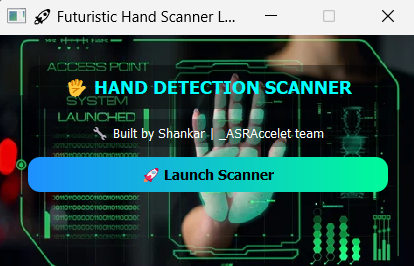 🚀 Futuristic Hand Scanner L...
ACCESS POINT
🖐 HAND DETECTION SCANNER
SYSTEM
LAUNCHED
🔧 Built by Shankar | _ASRAccelet team
🚀 Launch Scanner